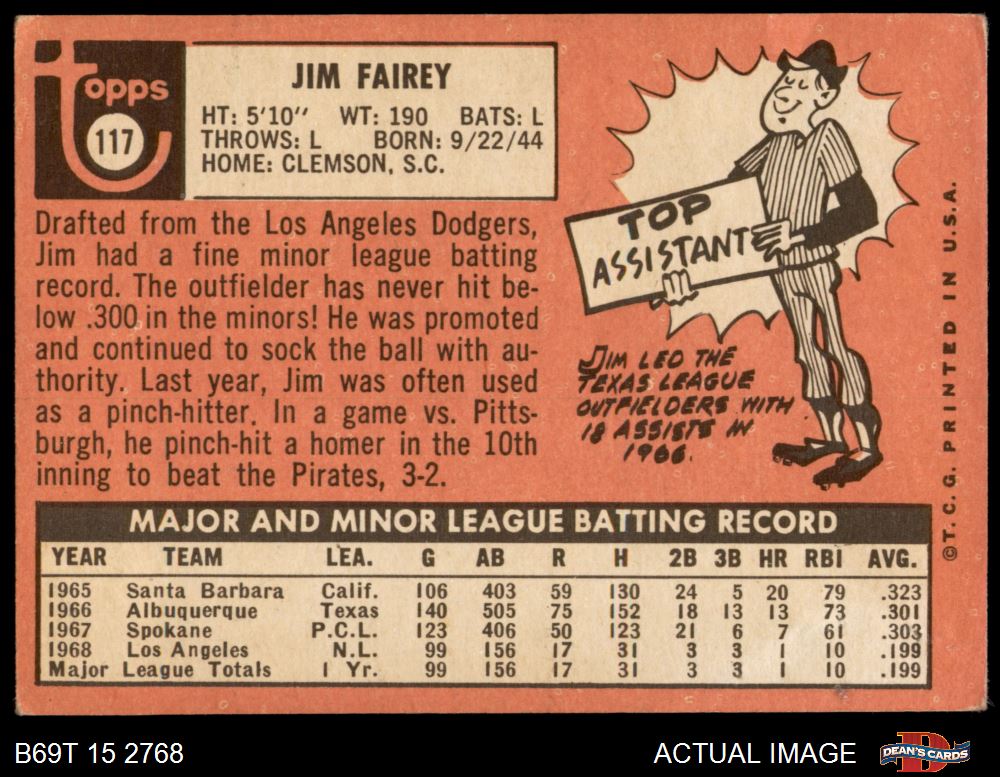 Topps
117
JIM FAIREY
HT: 5'10" WT: 190 BATS: L
THROWS: L BORN: 9/22/44
HOME: CLEMSON, S.C.
Drafted from the Los Angeles Dodgers,
Jim had a fine minor league batting
record. The outfielder has never hit be-
low .300 in the minors! He was promoted
and continued to sock the ball with au-
thority. Last year, Jim was often used
as a pinch-hitter. In a game vs. Pitts-
burgh, he pinch-hit a homer in the 10th
inning to beat the Pirates, 3-2.
TOP
ASSISTANT
JIM LED THE
TEXAS LEAGUE
OUTFIELDERS WITH
18 ASSISTS IN
1966.
©T. C. G. PRINTED IN U.S.A.
MAJOR AND MINOR LEAGUE BATTING RECORD
YEAR TEAM LEA. G AB R H 2B 3B HR RBI AVG.
1965 Santa Barbara Calif. 106 403 59 130 24 5 20 79 .323
1966 Albuquerque Texas 140 505 75 152 18 13 13 73 .301
1967 Spokane P.C.L. 123 406 50 123 21 6 7 61 .303
1968 Los Angeles N.L. 99 156 17 31 3 3 1 10 .199
Major League Totals 1 Yr. 99 156 17 31 3 3 1 10 .199
B69T 15 2768
ACTUAL IMAGE
DEAN'S CARDS